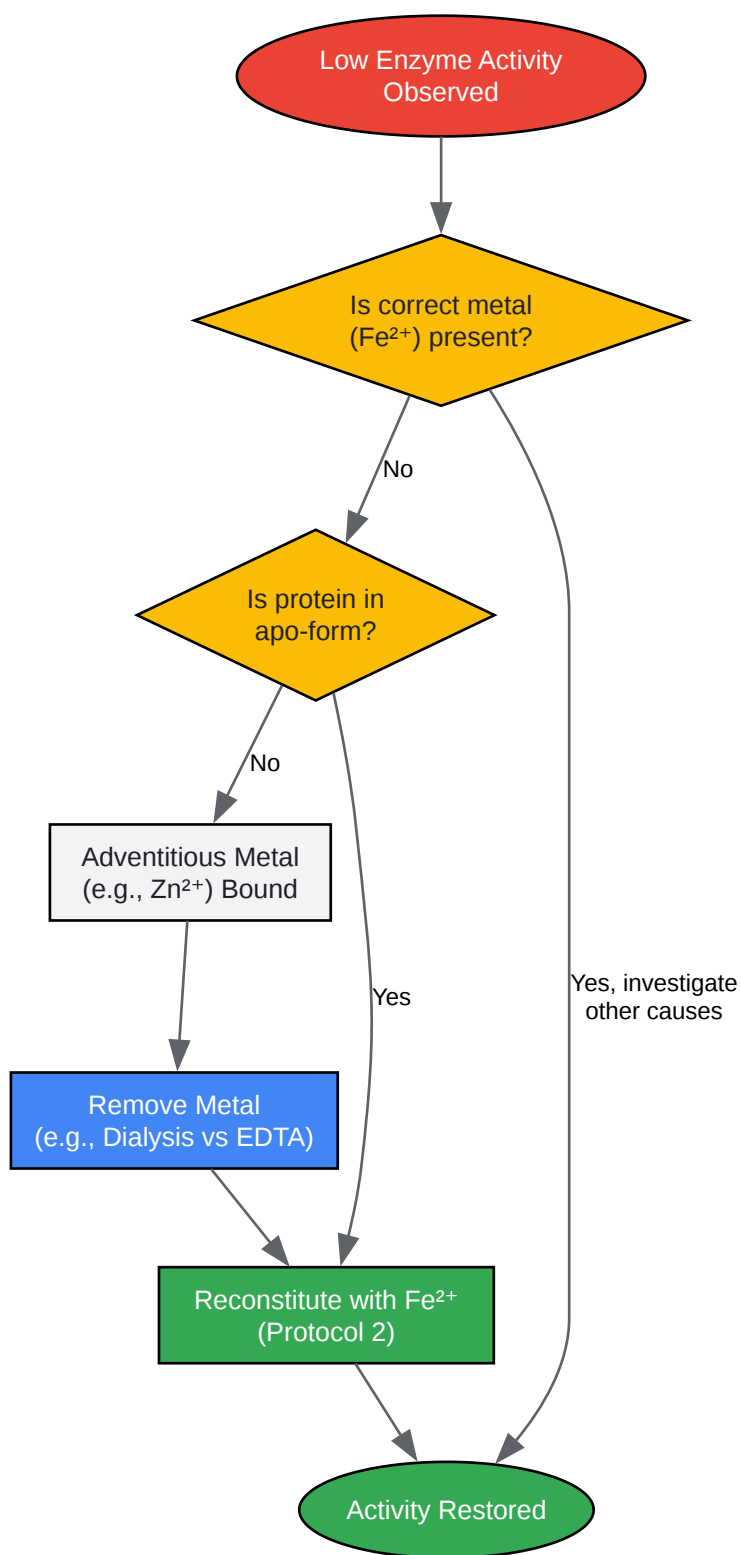 Low Enzyme Activity
Observed
Is correct metal
(Fe²⁺) present?
No
Is protein in
apo-form?
No
Adventitious Metal
(e.g., Zn²⁺) Bound
Yes, investigate
other causes
Yes
Remove Metal
(e.g., Dialysis vs EDTA)
Reconstitute with Fe²⁺
(Protocol 2)
Activity Restored